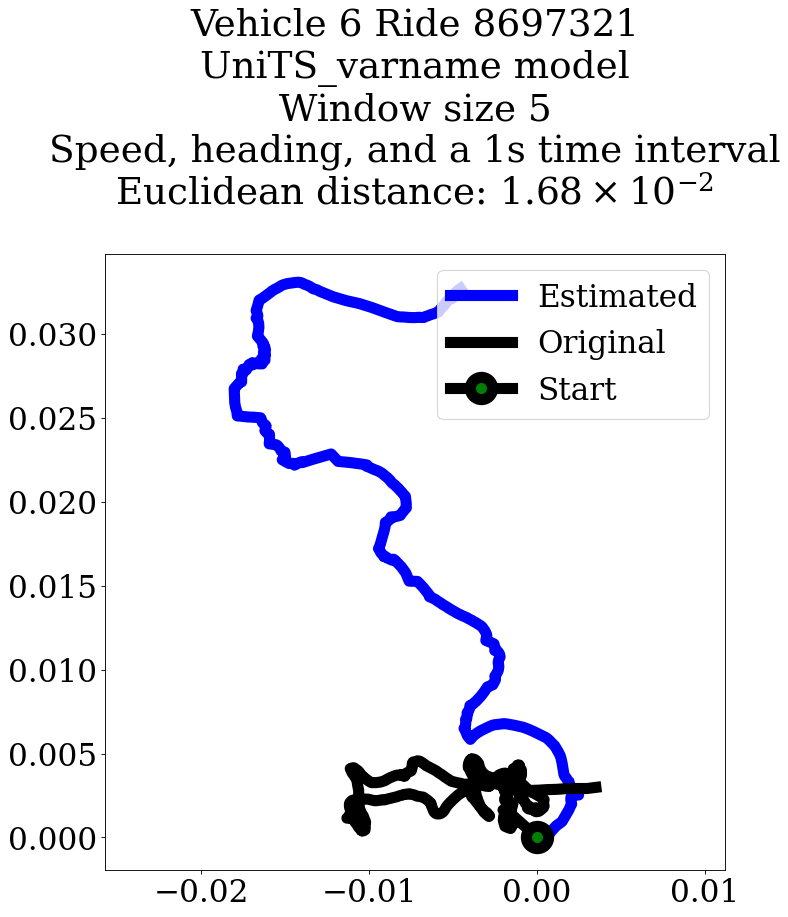 Vehicle 6 Ride 8697321
UniTS_varname model
Window size 5
Speed, heading, and a 1s time interval
Euclidean distance: 1.68 × 10⁻²
Estimated
Original
Start
0.030
0.025
0.020
0.015
0.010
0.005
0.000
−0.02
−0.01
0.00
0.01